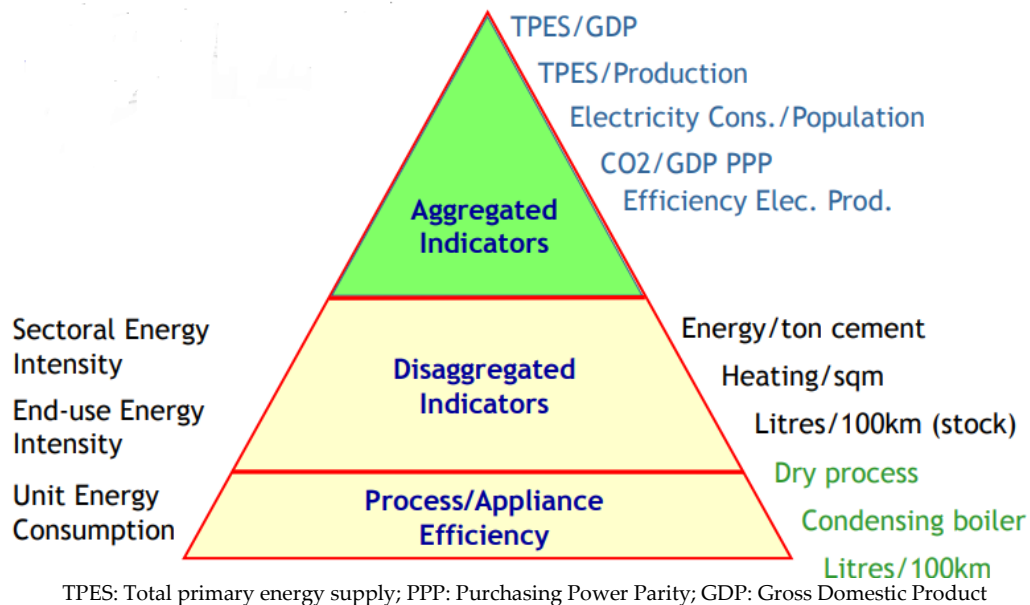 TPES/GDP
TPES/Production
Electricity Cons./Population
CO2/GDP PPP
Efficiency Elec. Prod.
Aggregated
Indicators
Sectoral Energy
Intensity
End-use Energy
Intensity
Disaggregated
Indicators
Energy/ton cement
Heating/sqm
Litres/100km (stock)
Unit Energy
Consumption
Process/Appliance
Efficiency
Dry process
Condensing boiler
Litres/100km
TPES: Total primary energy supply; PPP: Purchasing Power Parity; GDP: Gross Domestic Product